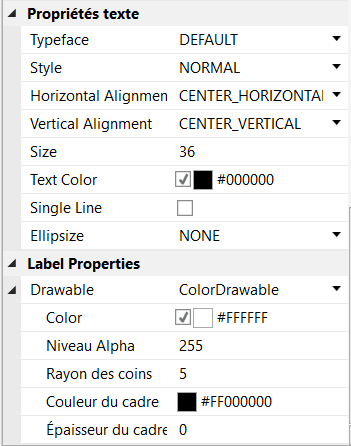 Propriétés texte
Typeface DEFAULT
Style NORMAL
Horizontal Alignmen CENTER_HORIZONTAL
Vertical Alignment CENTER_VERTICAL
Size 36
Text Color #000000
Single Line
Ellipsize NONE
Label Properties
Drawable ColorDrawable
Color #FFFFFF
Niveau Alpha 255
Rayon des coins 5
Couleur du cadre #FF000000
Épaisseur du cadre 0